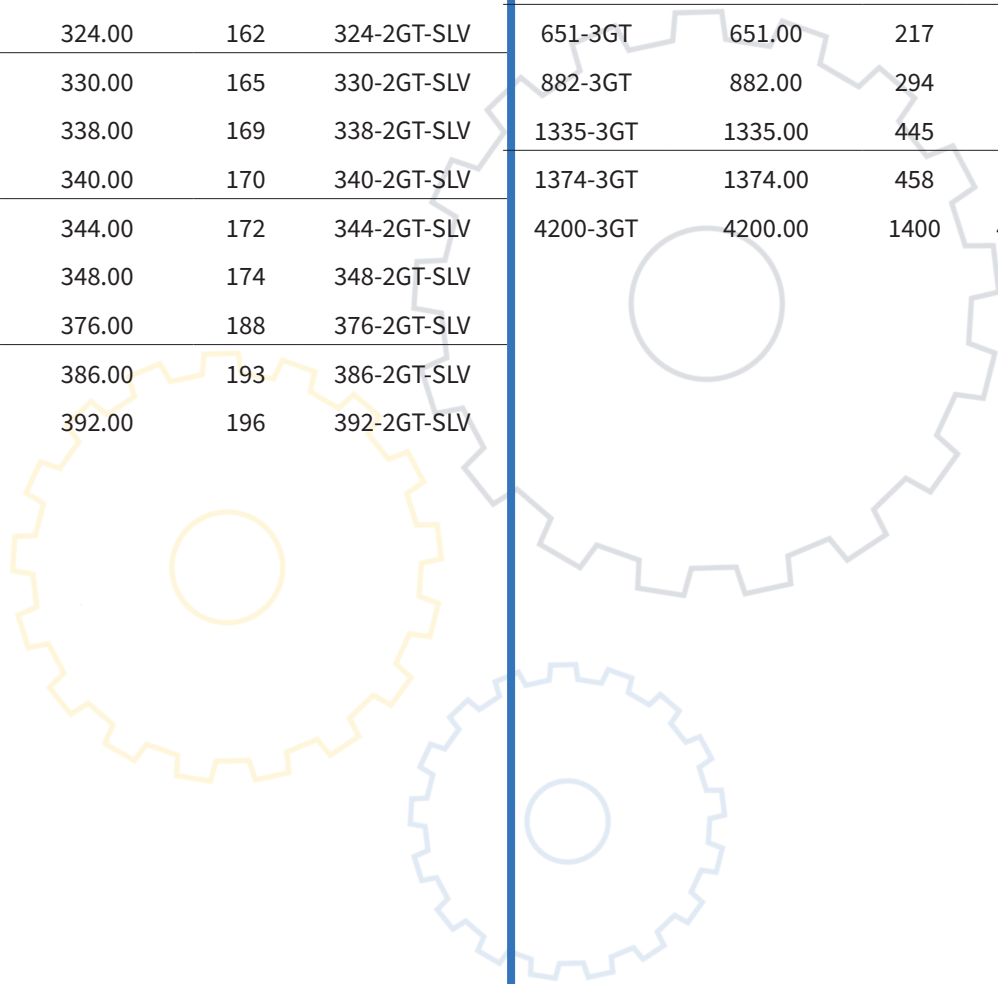 324.00 162 324-2GT-SLV
330.00 165 330-2GT-SLV
338.00 169 338-2GT-SLV
340.00 170 340-2GT-SLV
344.00 172 344-2GT-SLV
348.00 174 348-2GT-SLV
376.00 188 376-2GT-SLV
386.00 193 386-2GT-SLV
392.00 196 392-2GT-SLV
651-3GT 651.00 217
882-3GT 882.00 294
1335-3GT 1335.00 445
1374-3GT 1374.00 458
4200-3GT 4200.00 1400